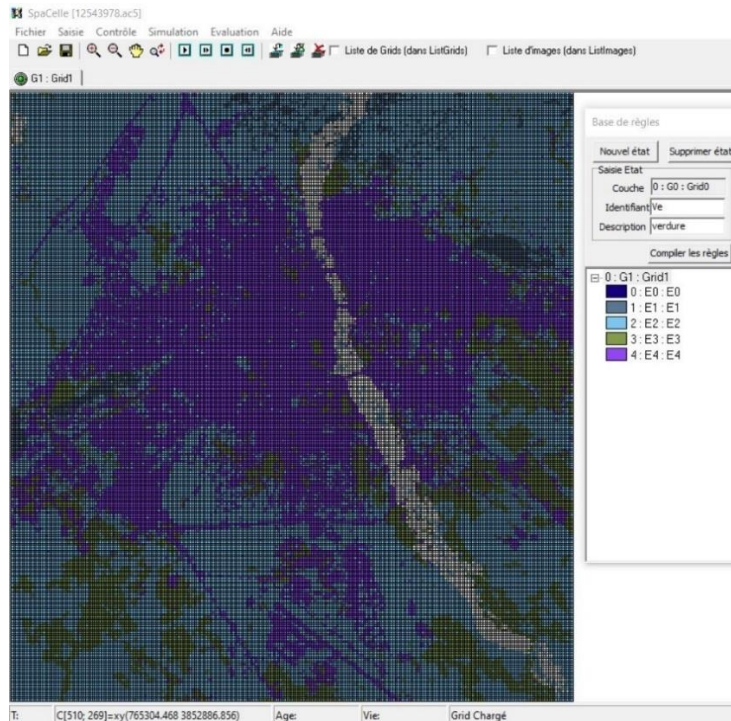 SpaCelle [12543978.ac5]
Fichier Saisie Contrôle Simulation Evaluation Aide
Liste de Grids (dans ListGrids) Liste d'images (dans ListImages)
G1 : Grid1
Base de règles
Nouvel état Supprimer état
Saisie Etat
Couche 0 : G0 : Grid0
Identifiant Ve
Description verdure
Compiler les règles
0 : G1 : Grid1
0 : E0 : E0
1 : E1 : E1
2 : E2 : E2
3 : E3 : E3
4 : E4 : E4
T: C[510; 269]=xy(765304.468 3852886.856) Age: Vie: Grid Chargé